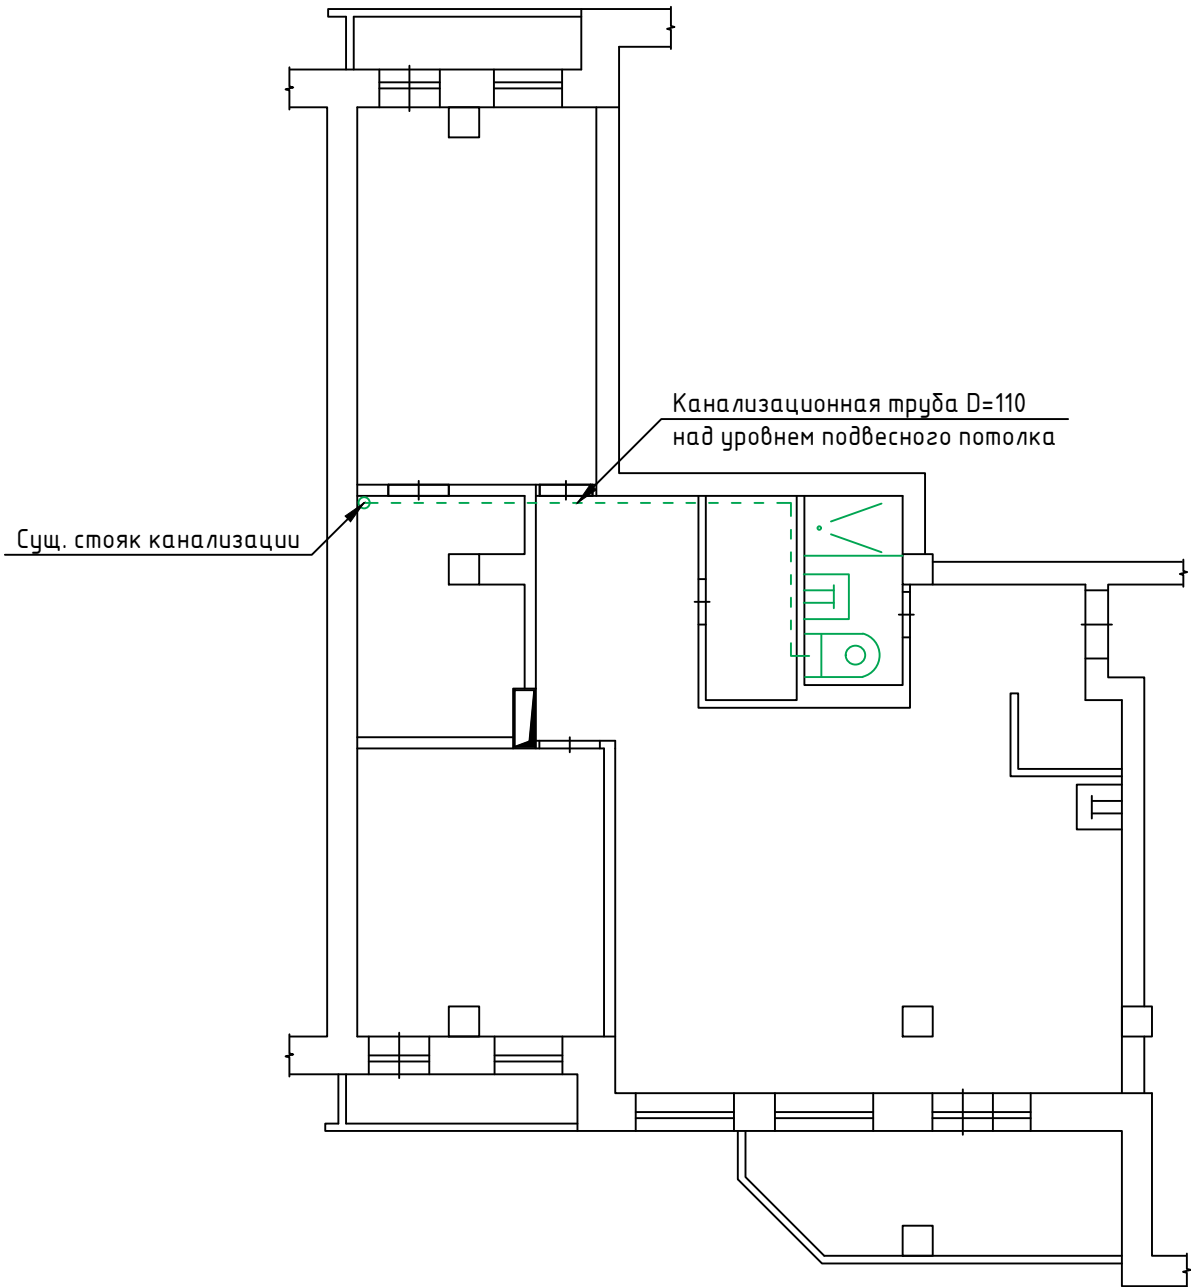 Канализационная труба D=110
над уровнем подвесного потолка
Сущ. стояк канализации